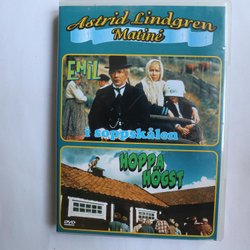 Astrid Lindgren
Matiné
EMIL
i soppskålen
HOPPA
HÖGST
DVD